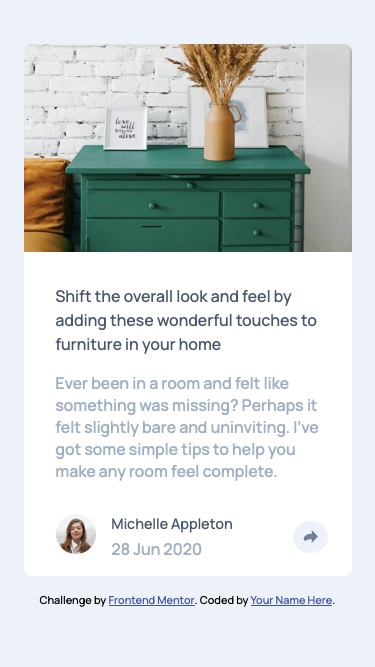 love
will
keep us
alive
Shift the overall look and feel by
adding these wonderful touches to
furniture in your home
Ever been in a room and felt like
something was missing? Perhaps it
felt slightly bare and uninviting. I've
got some simple tips to help you
make any room feel complete.
Michelle Appleton
28 Jun 2020
Challenge by Frontend Mentor. Coded by Your Name Here.